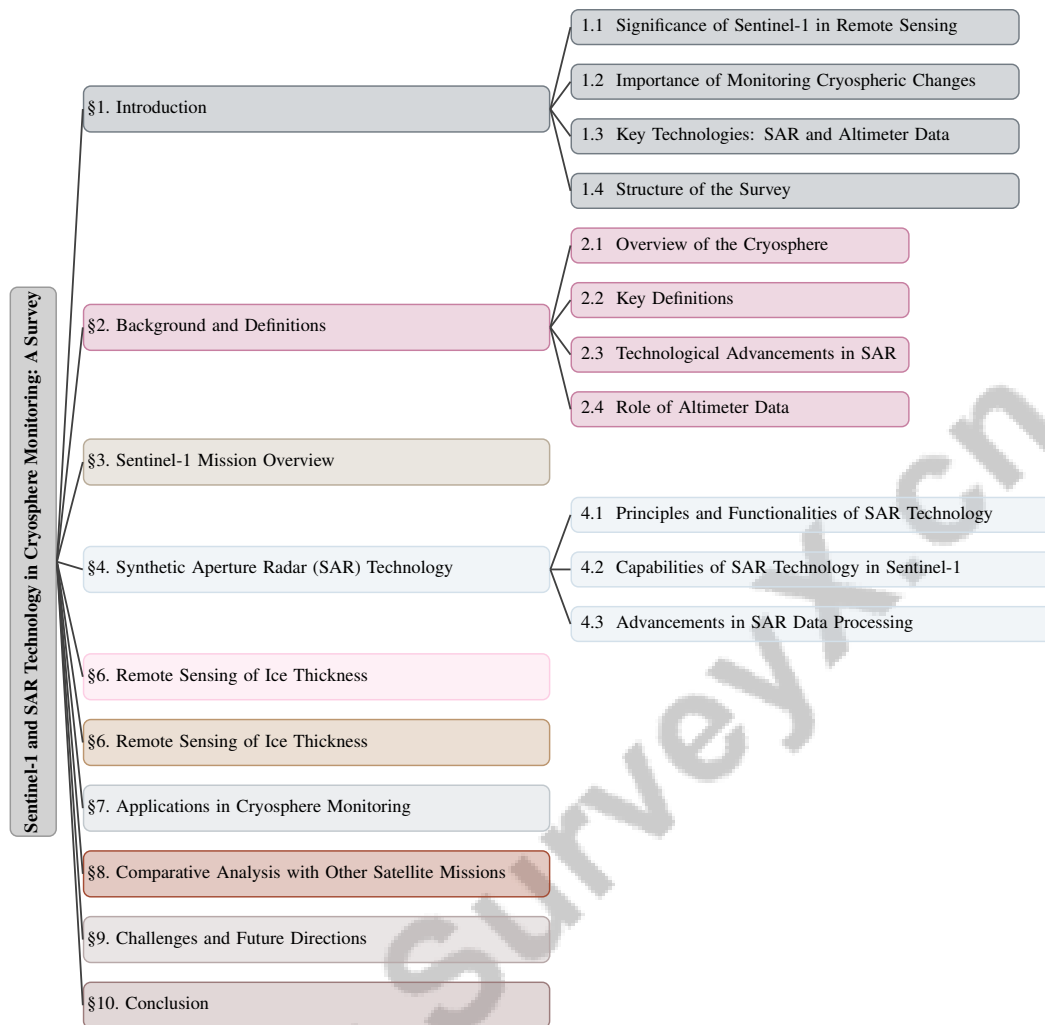 Sentinel-1 and SAR Technology in Cryosphere Monitoring: A Survey
§1. Introduction
1.1 Significance of Sentinel-1 in Remote Sensing
1.2 Importance of Monitoring Cryospheric Changes
1.3 Key Technologies: SAR and Altimeter Data
1.4 Structure of the Survey
§2. Background and Definitions
2.1 Overview of the Cryosphere
2.2 Key Definitions
2.3 Technological Advancements in SAR
2.4 Role of Altimeter Data
§3. Sentinel-1 Mission Overview
§4. Synthetic Aperture Radar (SAR) Technology
4.1 Principles and Functionalities of SAR Technology
4.2 Capabilities of SAR Technology in Sentinel-1
4.3 Advancements in SAR Data Processing
§6. Remote Sensing of Ice Thickness
§6. Remote Sensing of Ice Thickness
§7. Applications in Cryosphere Monitoring
§8. Comparative Analysis with Other Satellite Missions
§9. Challenges and Future Directions
§10. Conclusion
SurveyX.cn